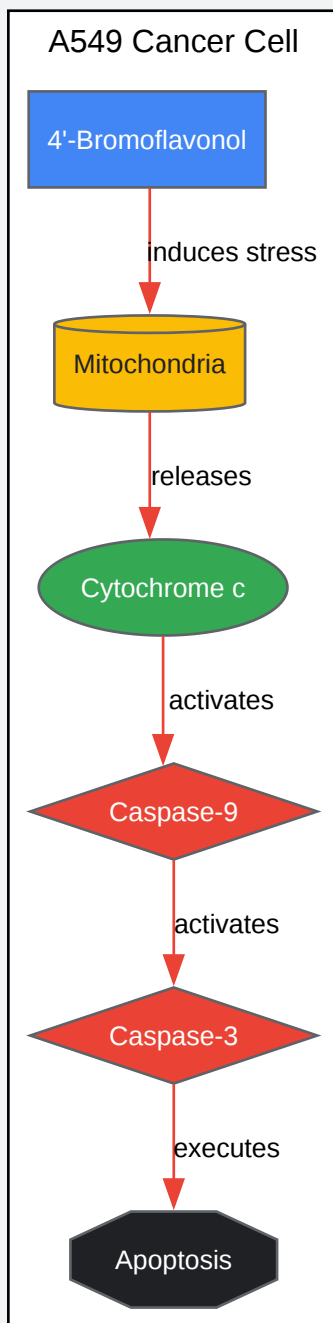 A549 Cancer Cell
4'-Bromoflavonol
induces stress
Mitochondria
releases
Cytochrome c
activates
Caspase-9
activates
Caspase-3
executes
Apoptosis